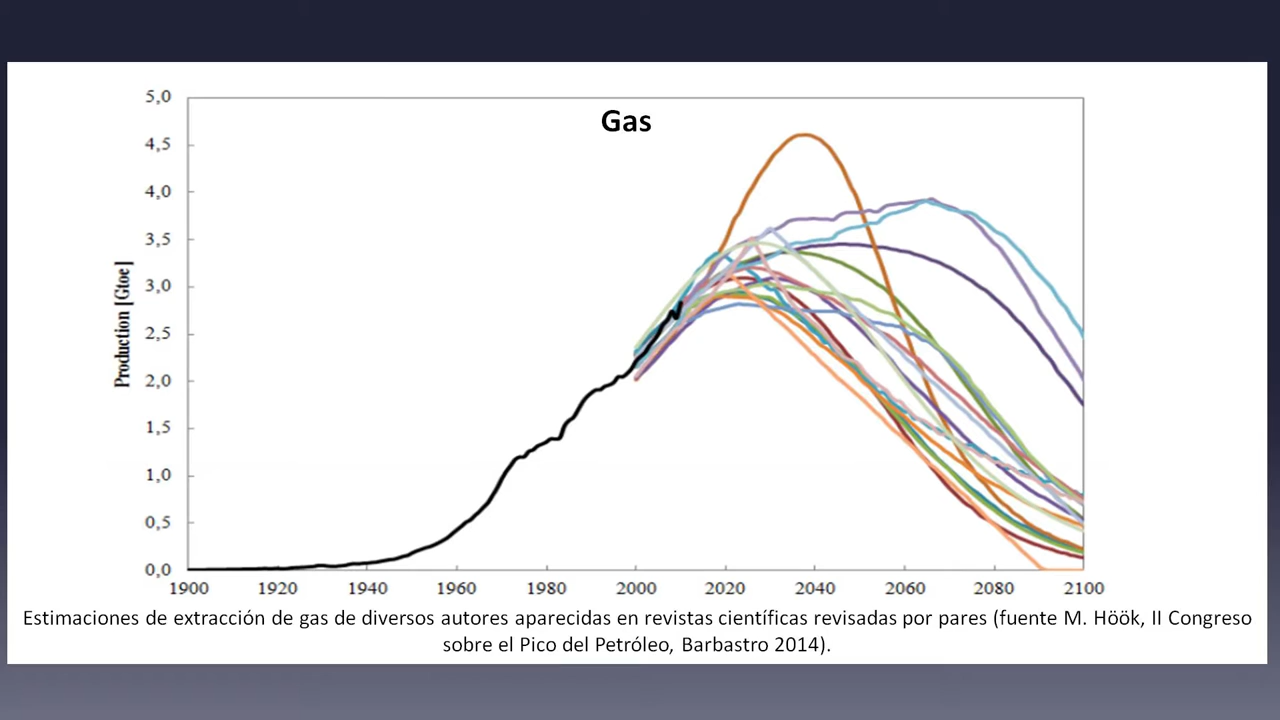 Gas
5,0
4,5
4,0
3,5
3,0
2,5
2,0
1,5
1,0
0,5
0,0
Production [Gtoe]
1900 1920 1940 1960 1980 2000 2020 2040 2060 2080 2100
Estimaciones de extracción de gas de diversos autores aparecidas en revistas científicas revisadas por pares (fuente M. Höök, II Congreso
sobre el Pico del Petróleo, Barbastro 2014).